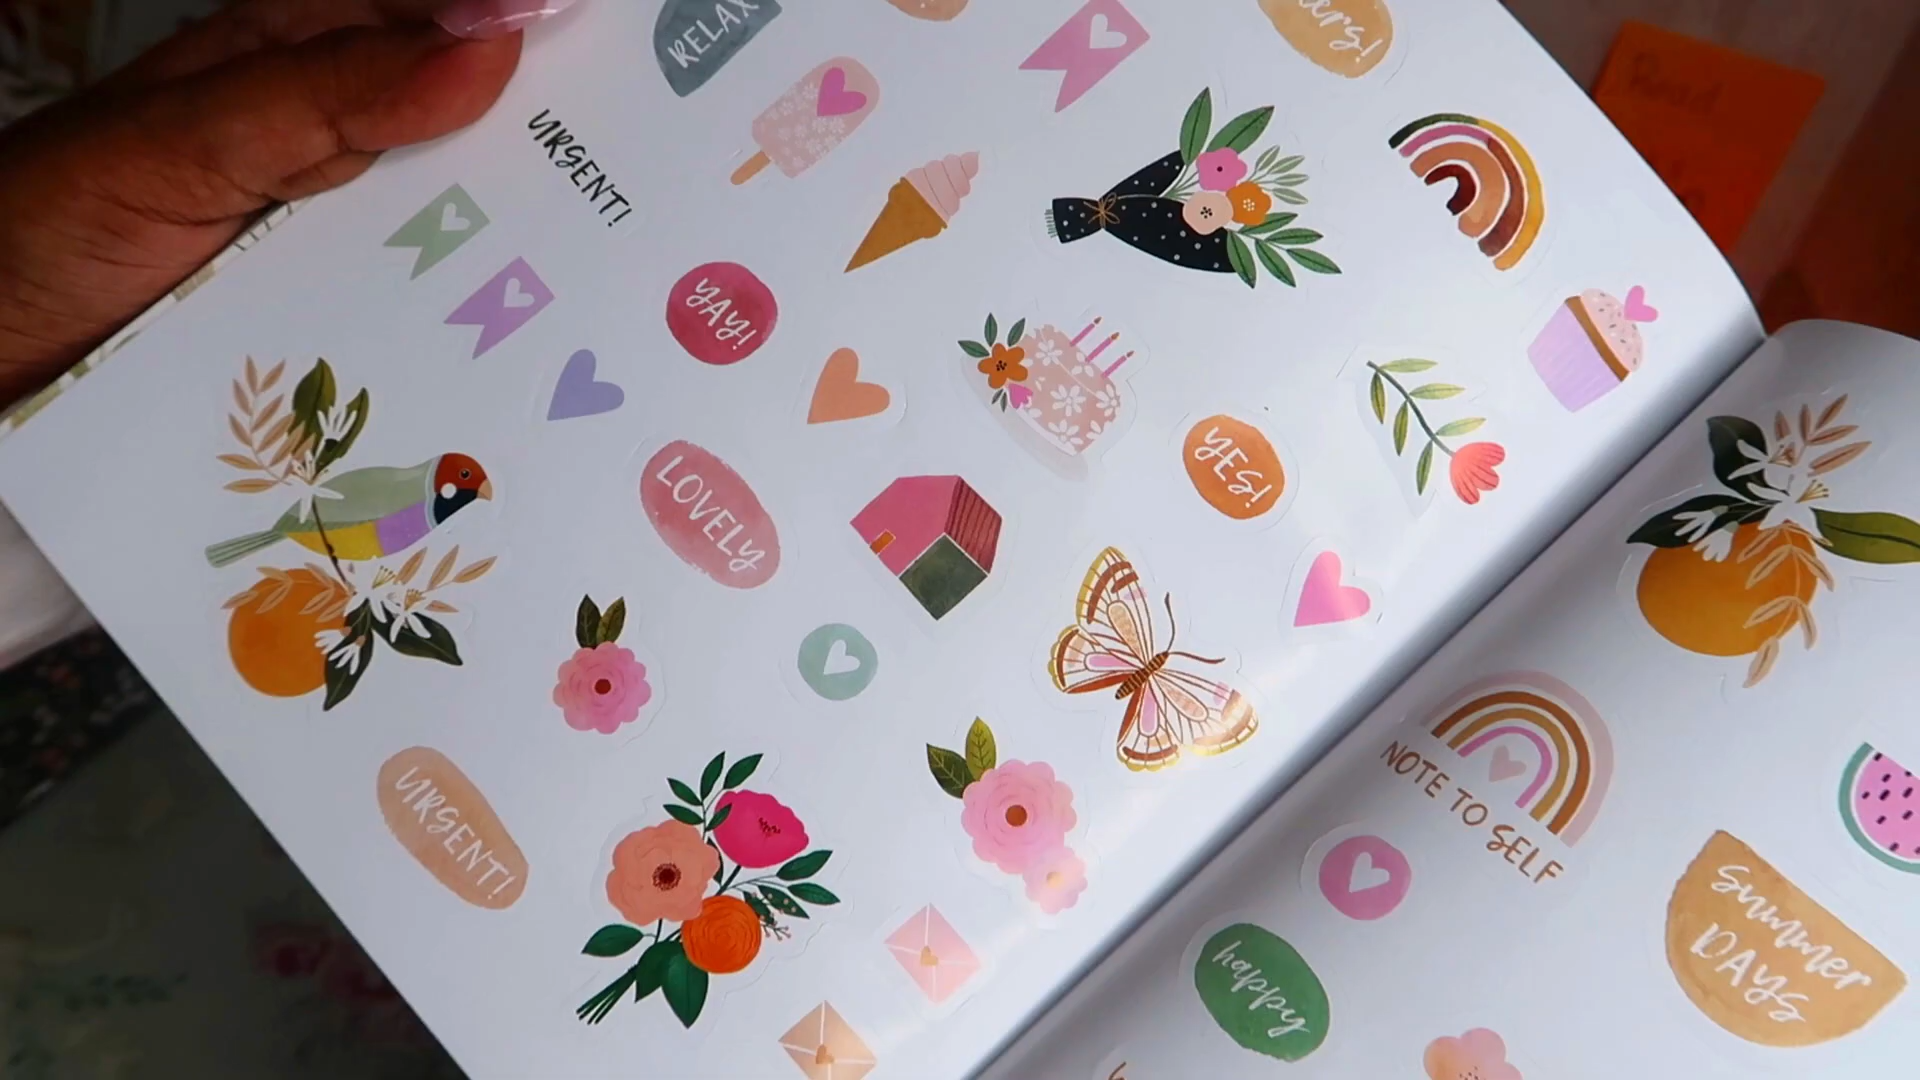 RELAX
URGENT!
YAY!
LOVELY
YES!
URGENT!
NOTE TO SELF
Summer
DAYS
happy